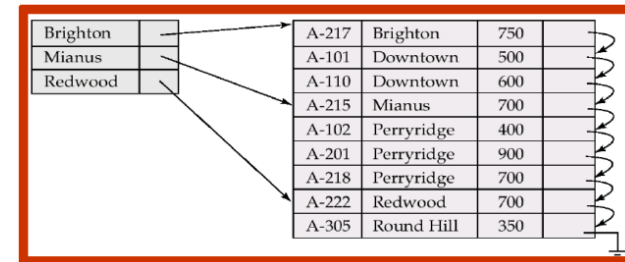 Brighton
Mianus
Redwood
A-217 Brighton 750
A-101 Downtown 500
A-110 Downtown 600
A-215 Mianus 700
A-102 Perryridge 400
A-201 Perryridge 900
A-218 Perryridge 700
A-222 Redwood 700
A-305 Round Hill 350